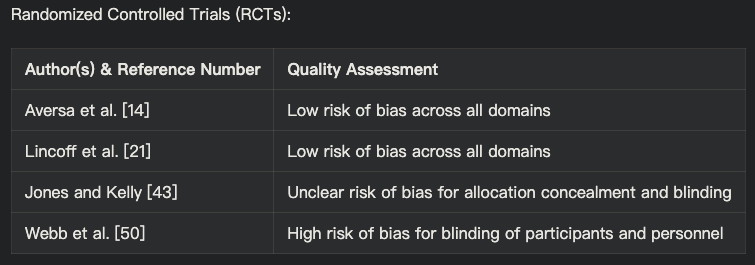 Randomized Controlled Trials (RCTs):
Author(s) & Reference Number Quality Assessment
Aversa et al. [14] Low risk of bias across all domains
Lincoff et al. [21] Low risk of bias across all domains
Jones and Kelly [43] Unclear risk of bias for allocation concealment and blinding
Webb et al. [50] High risk of bias for blinding of participants and personnel